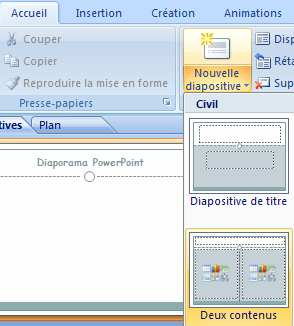 Accueil Insertion Création Animations
Couper
Copier
Reproduire la mise en forme
Presse-papiers
Nouvelle
diapositive
Disp
Réta
Sup
tives Plan
Diaporama PowerPoint
Civil
Diapositive de titre
Deux contenus